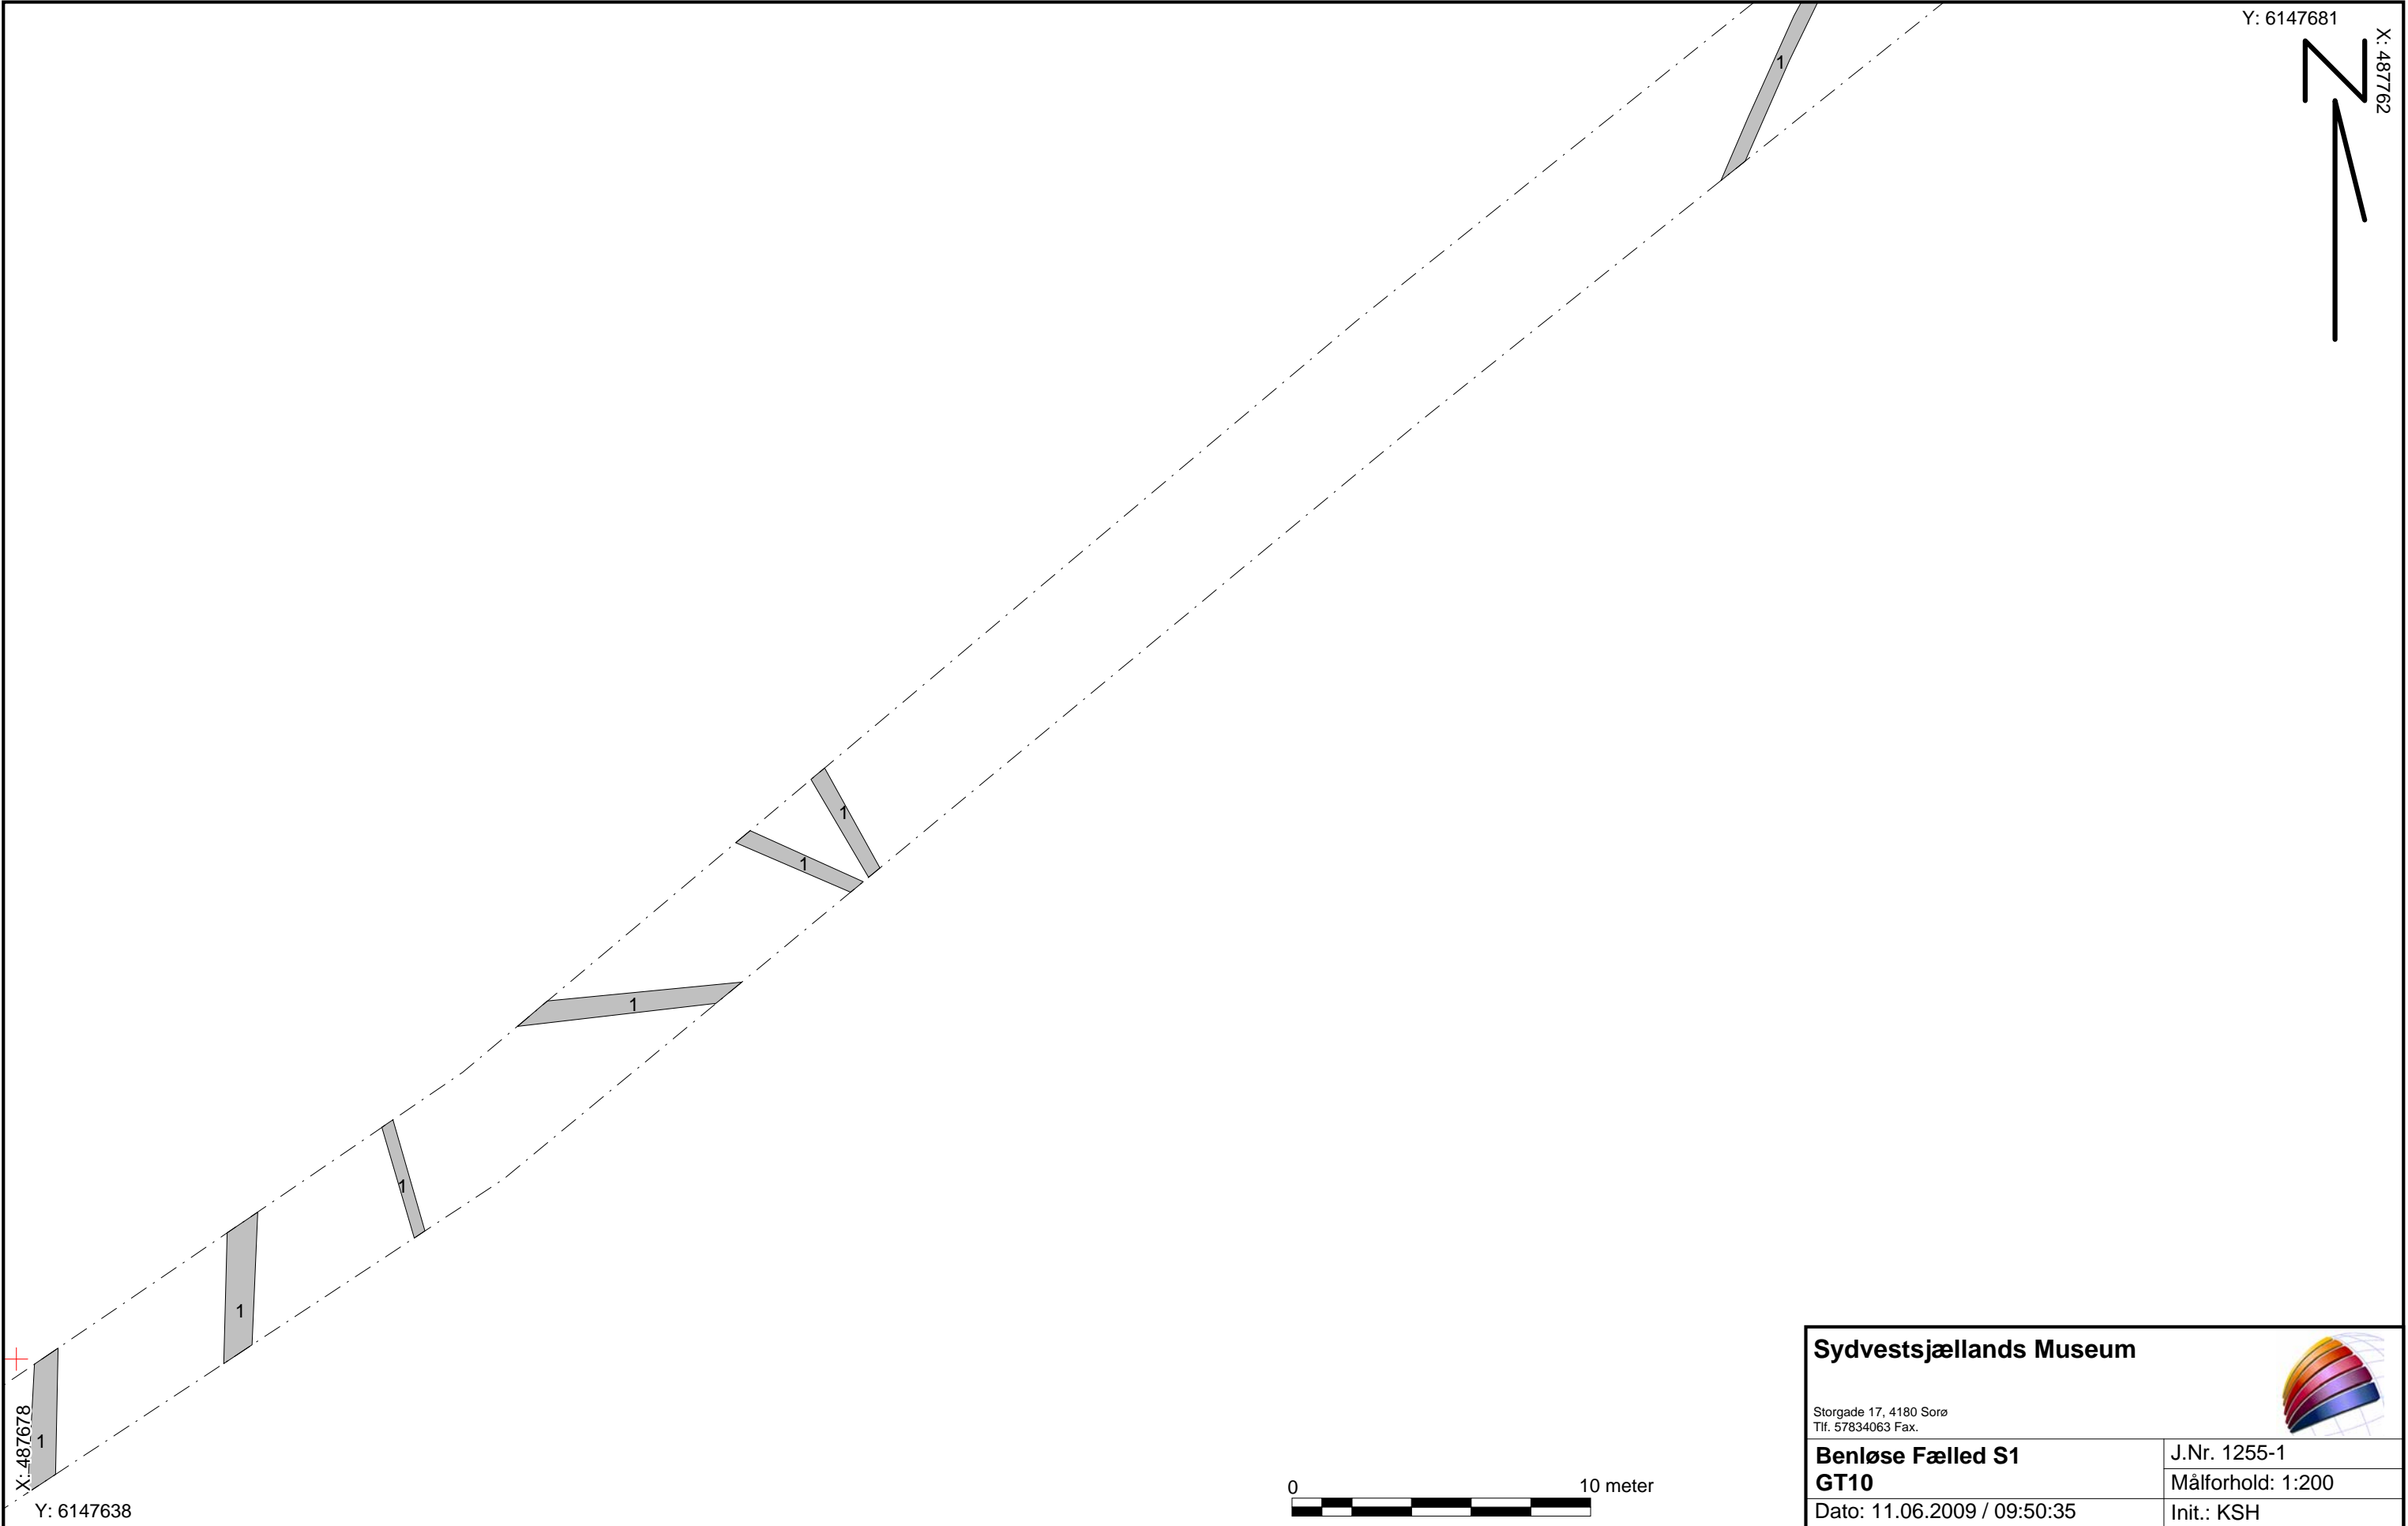 Y: 6147681
X: 487762
1
1
1
1
1
1
1
X: 487678
Y: 6147638
0 10 meter
Sydvestsjællands Museum
Storgade 17, 4180 Sorø
Tlf. 57834063 Fax.
Benløse Fælled S1
GT10
J.Nr. 1255-1
Målforhold: 1:200
Dato: 11.06.2009 / 09:50:35
Init.: KSH